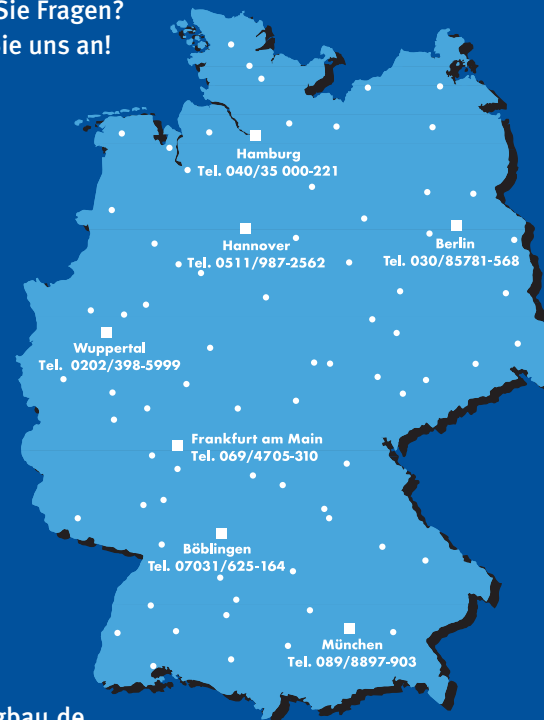 Sie Fragen?
ie uns an!
Hamburg
Tel. 040/35 000-221
Hannover
Tel. 0511/987-2562
Berlin
Tel. 030/85781-568
Wuppertal
Tel. 0202/398-5999
Frankfurt am Main
Tel. 069/4705-310
Böblingen
Tel. 07031/625-164
München
Tel. 089/8897-903
gbau.de